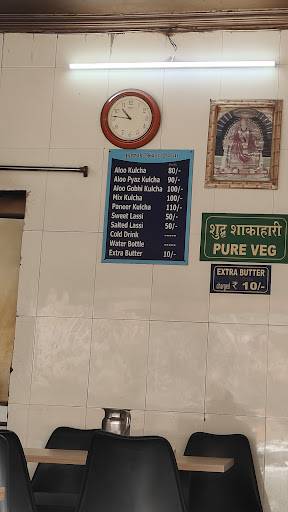 Aloo Kulcha 80/-
Aloo Pyaz Kulcha 90/-
Aloo Gobhi Kulcha 100/-
Mix Kulcha 100/-
Paneer Kulcha 110/-
Sweet Lassi 50/-
Salted Lassi 50/-
Cold Drink -----
Water Bottle -----
Extra Butter 10/-
शुद्ध शाकाहारी
PURE VEG
EXTRA BUTTER
charged ₹ 10/-